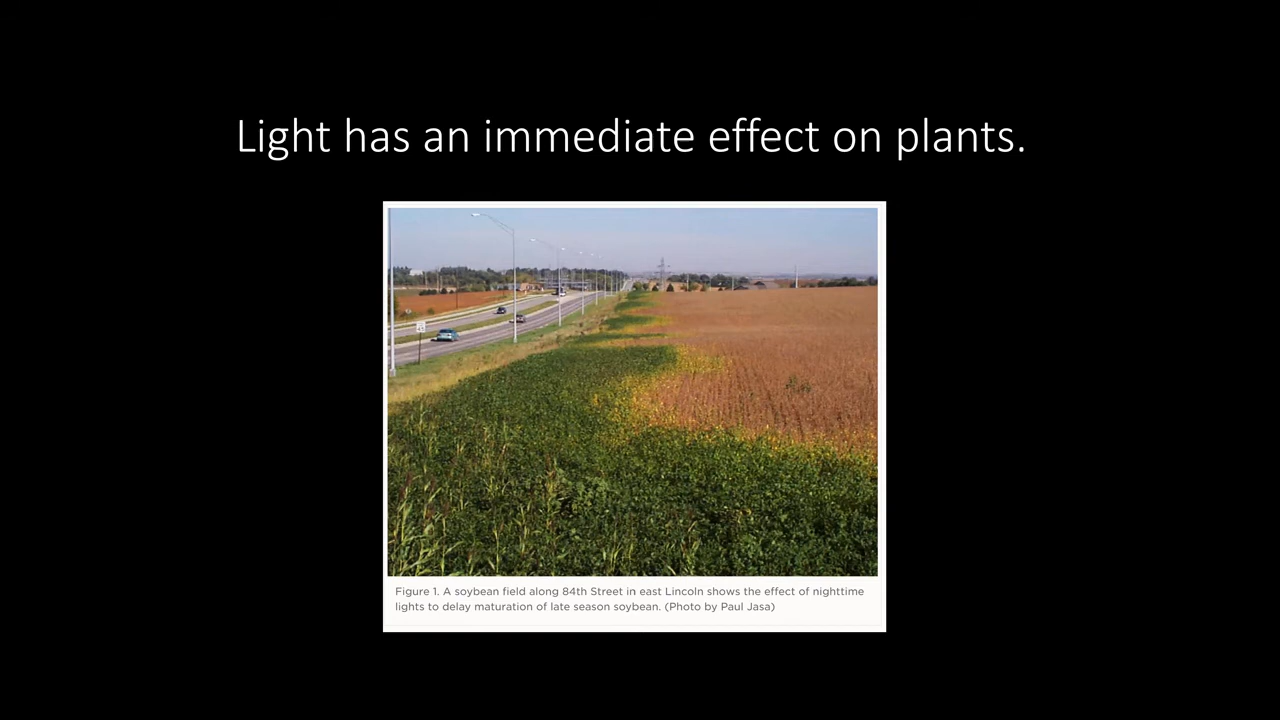 Light has an immediate effect on plants.
Figure 1. A soybean field along 84th Street in east Lincoln shows the effect of nighttime
lights to delay maturation of late season soybean. (Photo by Paul Jasa)